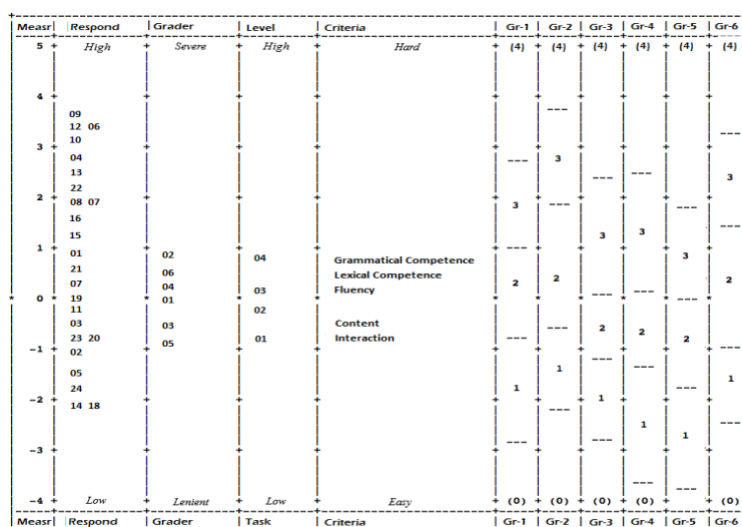 Measr Respond Grader Level Criteria Gr-1 Gr-2 Gr-3 Gr-4 Gr-5 Gr-6
5 High Severe High Hard (4) (4) (4) (4) (4) (4)
4
09 ---
12 06 ---
10
3
04 --- 3
13 --- 3
22 ---
2
08 07 3 --- ---
16 ---
15 3 3
1 ---
01 02 04 Grammatical Competence 3
21 06 Lexical Competence 2 2 2
07 04 03 Fluency --- ---
0 19 01 ---
11 02
03 03 Content --- 2 2
23 20 05 01 Interaction --- 2
-1 02 --- ---
05 1 --- 1
24 1 --- 1
-2 14 18 --- ---
1 ---
--- --- 1
-3
--- ---
-4 Low Lenient Low Easy (0) (0) (0) (0) (0) (0)
Measr Respond Grader Task Criteria Gr-1 Gr-2 Gr-3 Gr-4 Gr-5 Gr-6